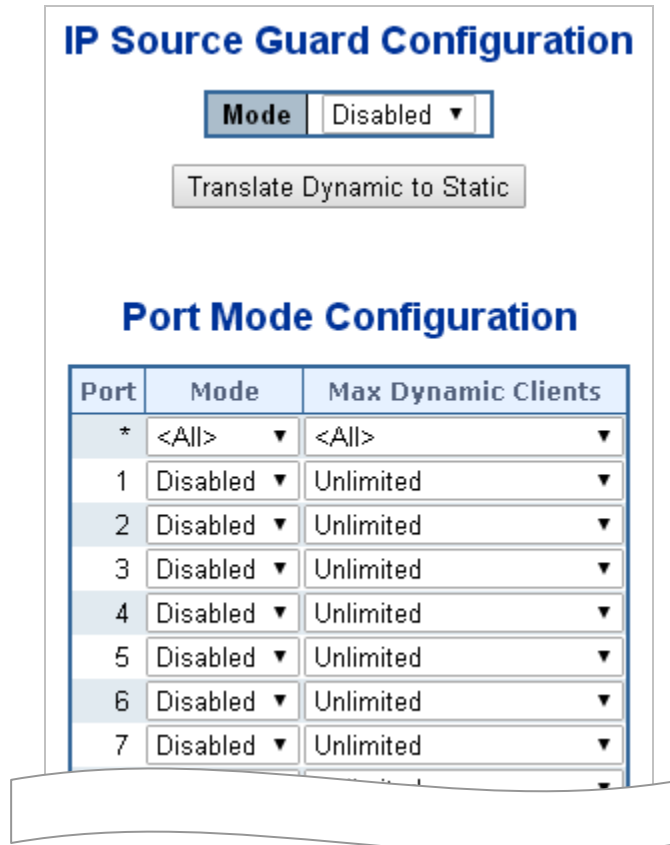 IP Source Guard Configuration
Mode Disabled
Translate Dynamic to Static
Port Mode Configuration
Port Mode Max Dynamic Clients
* <All> <All>
1 Disabled Unlimited
2 Disabled Unlimited
3 Disabled Unlimited
4 Disabled Unlimited
5 Disabled Unlimited
6 Disabled Unlimited
7 Disabled Unlimited